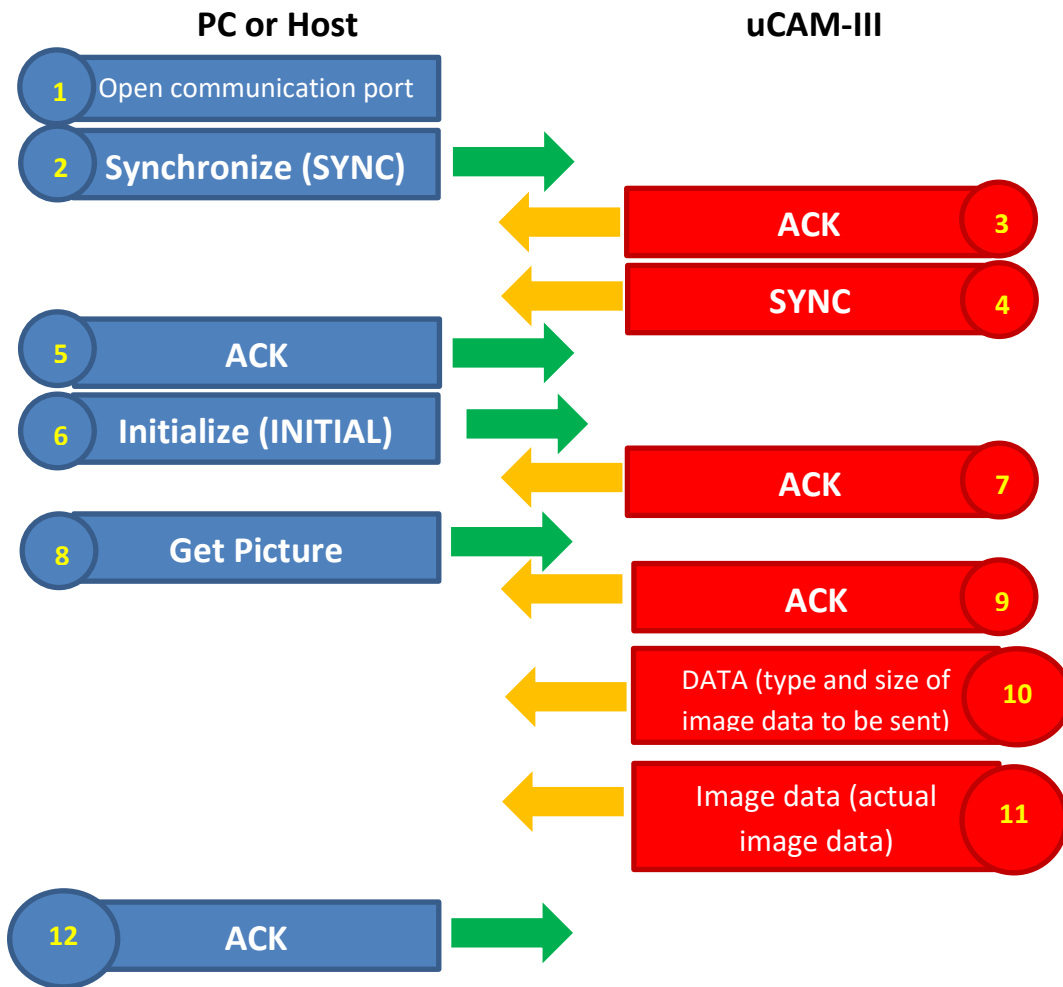 PC or Host
uCAM-III
1
Open communication port
2
Synchronize (SYNC)
ACK
3
SYNC
4
5
ACK
6
Initialize (INITIAL)
ACK
7
8
Get Picture
ACK
9
DATA (type and size of
image data to be sent)
10
Image data (actual
image data)
11
12
ACK